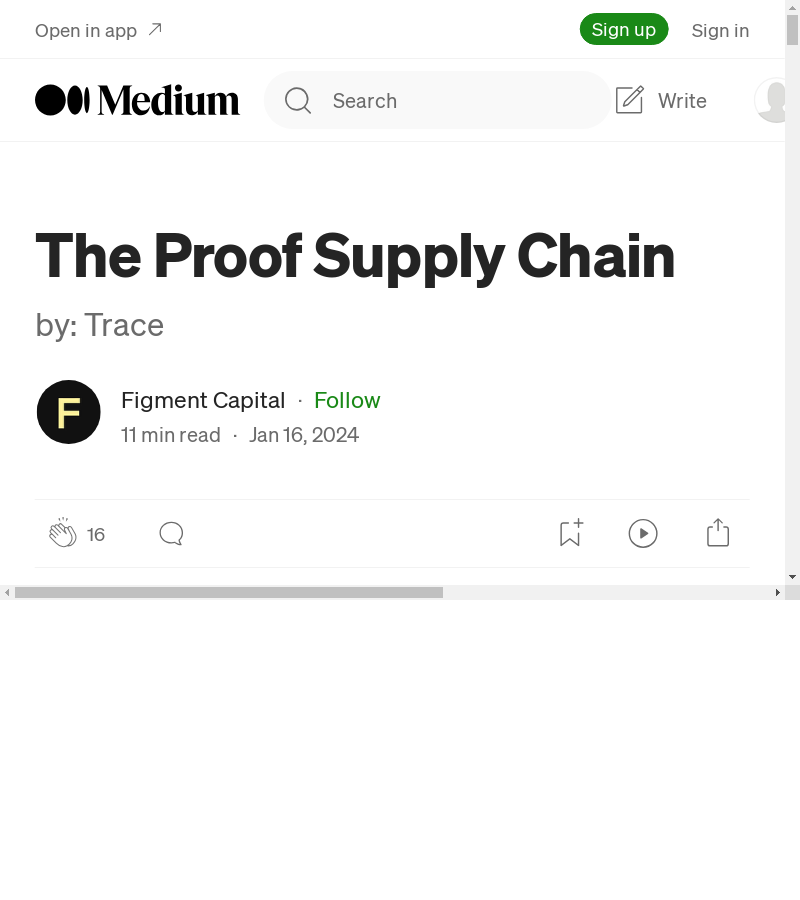 Open in app
Sign up
Sign in
Medium
Search
Write
The Proof Supply Chain
by: Trace
F
Figment Capital · Follow
11 min read · Jan 16, 2024
16